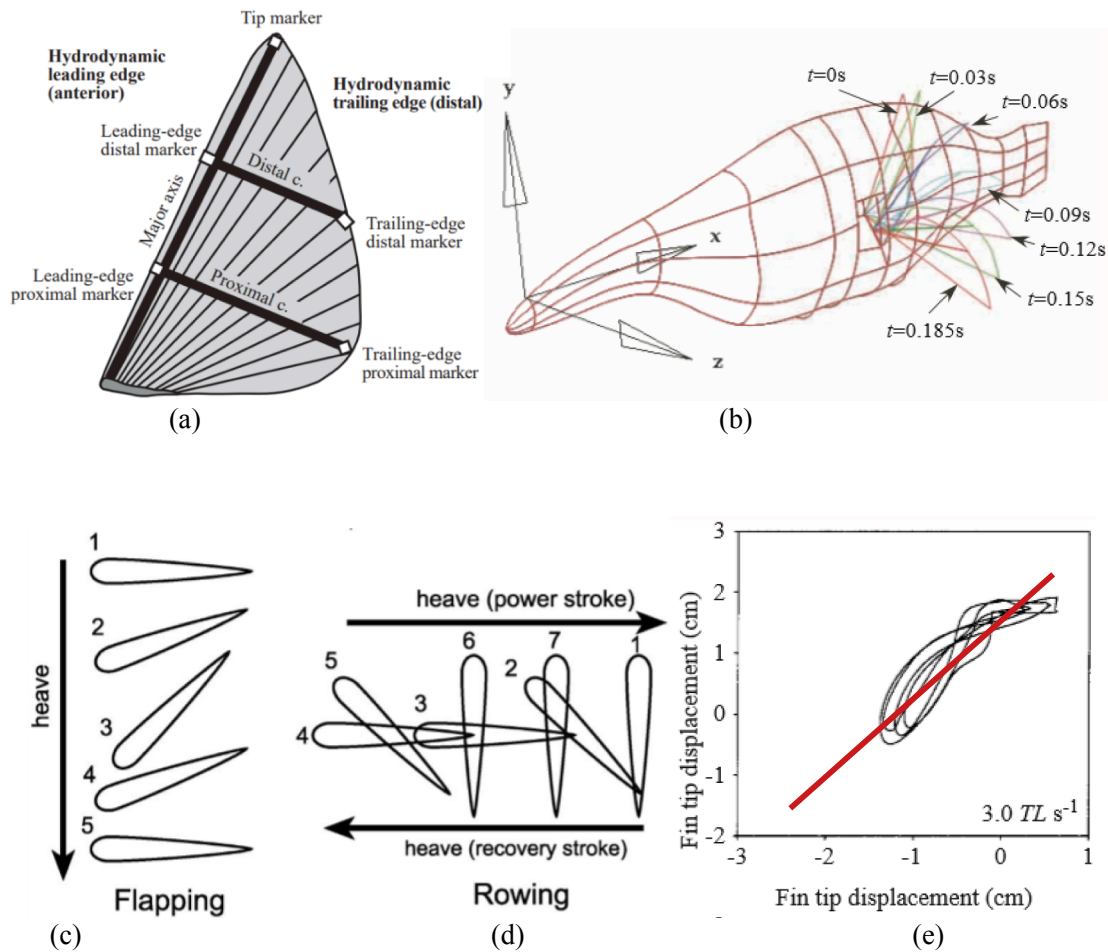 Tip marker
Hydrodynamic
leading edge
(anterior)
Hydrodynamic
trailing edge (distal)
Leading-edge
distal marker
Distal c.
Major axis
Trailing-edge
distal marker
Leading-edge
proximal marker
Proximal c.
Trailing-edge
proximal marker
(a)
y
x
z
t=0s
t=0.03s
t=0.06s
t=0.09s
t=0.12s
t=0.15s
t=0.185s
(b)
1
2
3
4
5
heave
Flapping
(c)
heave (power stroke)
6
7
1
5
2
3
4
heave (recovery stroke)
Rowing
(d)
Fin tip displacement (cm)
3
2
1
0
-1
-2
3.0 TL s-1
-3
-2
-1
0
1
Fin tip displacement (cm)
(e)